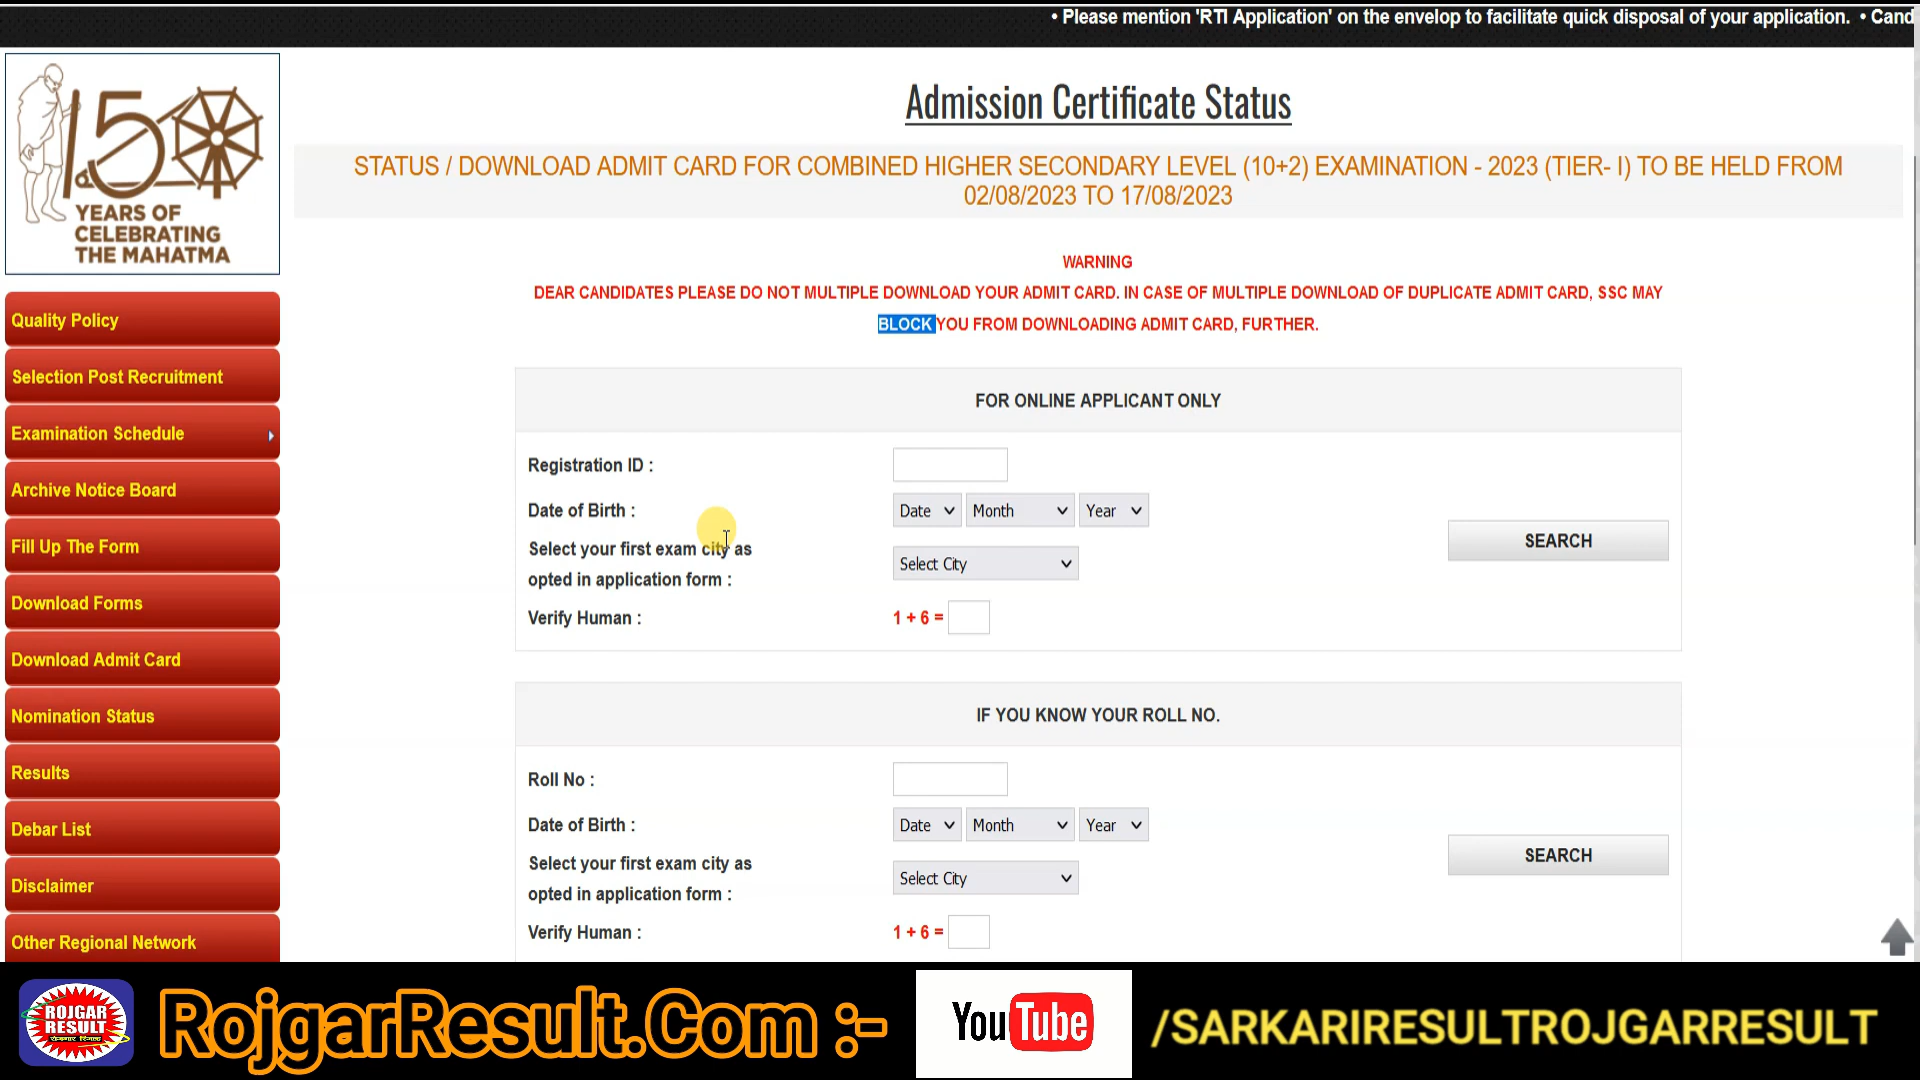 • Please mention 'RTI Application' on the envelop to facilitate quick disposal of your application. • Cand
150
YEARS OF
CELEBRATING
THE MAHATMA
Quality Policy
Selection Post Recruitment
Examination Schedule
Archive Notice Board
Fill Up The Form
Download Forms
Download Admit Card
Nomination Status
Results
Debar List
Disclaimer
Other Regional Network
Admission Certificate Status
STATUS / DOWNLOAD ADMIT CARD FOR COMBINED HIGHER SECONDARY LEVEL (10+2) EXAMINATION - 2023 (TIER- I) TO BE HELD FROM
02/08/2023 TO 17/08/2023
WARNING
DEAR CANDIDATES PLEASE DO NOT MULTIPLE DOWNLOAD YOUR ADMIT CARD. IN CASE OF MULTIPLE DOWNLOAD OF DUPLICATE ADMIT CARD, SSC MAY
BLOCK YOU FROM DOWNLOADING ADMIT CARD, FURTHER.
FOR ONLINE APPLICANT ONLY
Registration ID :
Date of Birth : Date Month Year
Select your first exam city as
opted in application form : Select City
SEARCH
Verify Human : 1 + 6 =
IF YOU KNOW YOUR ROLL NO.
Roll No :
Date of Birth : Date Month Year
Select your first exam city as
opted in application form : Select City
SEARCH
Verify Human : 1 + 6 =
ROJGAR
RESULT
रोजगार रिजल्ट
RojgarResult.Com :-
YouTube
/SARKARIRESULTROJGARRESULT